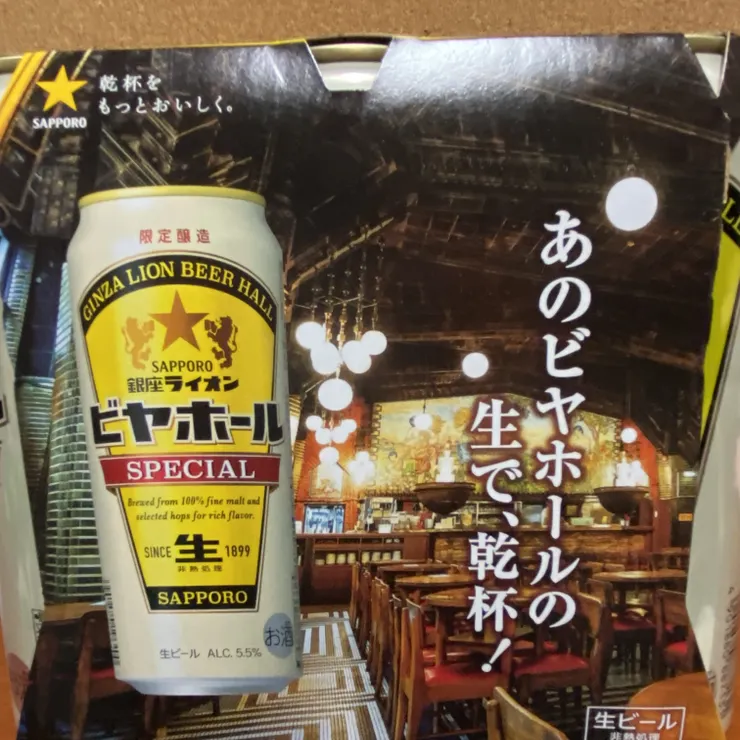 SAPPORO
乾杯を
もっとおいしく。
限定醸造
GINZA LION BEER HALL
SAPPORO
銀座ライオン
ビヤホール
SPECIAL
Brewed from 100% fine malt and
selected hops for rich flavor.
SINCE 生 1899
非熱処理
SAPPORO
生ビール ALC. 5.5%
お酒
あのビヤホールの
生で、乾杯!
生ビール
非熱処理